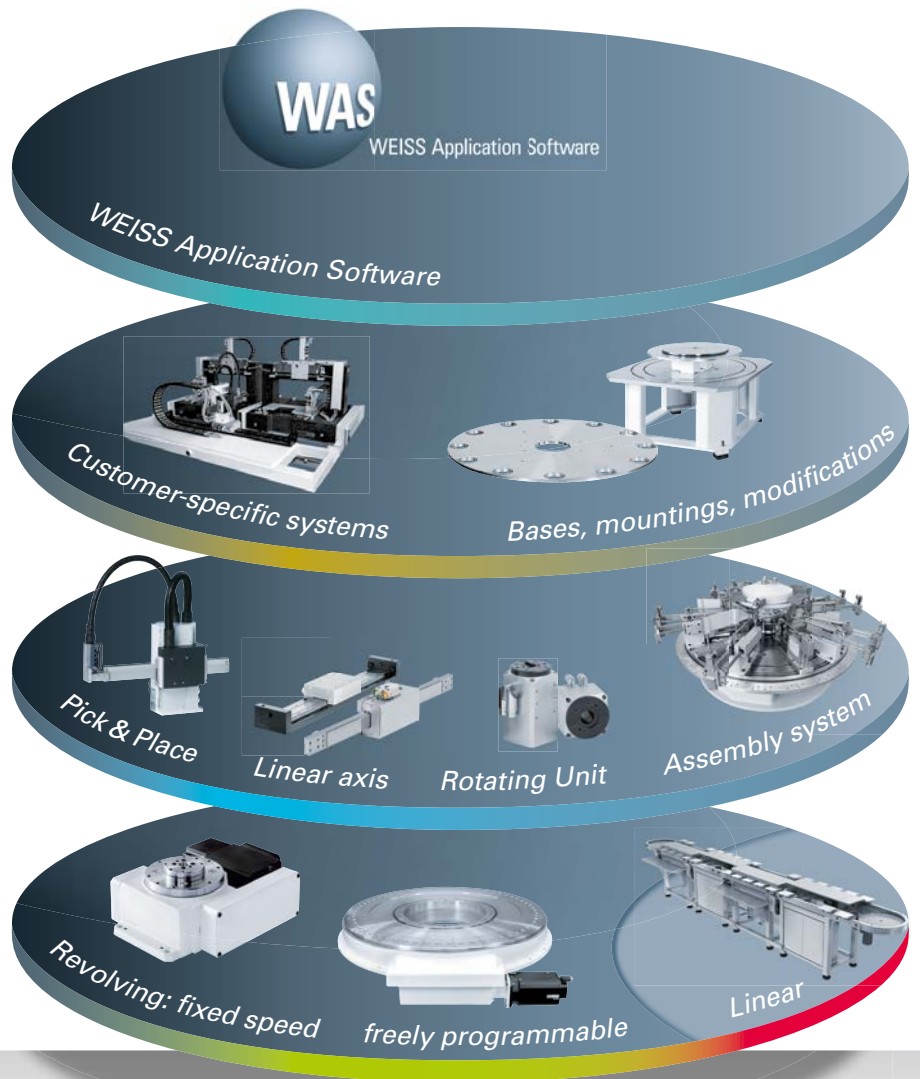 WAS
WEISS Application Software
WEISS Application Software
Customer-specific systems
Bases, mountings, modifications
Pick & Place
Linear axis
Rotating Unit
Assembly system
Revolving: fixed speed
freely programmable
Linear